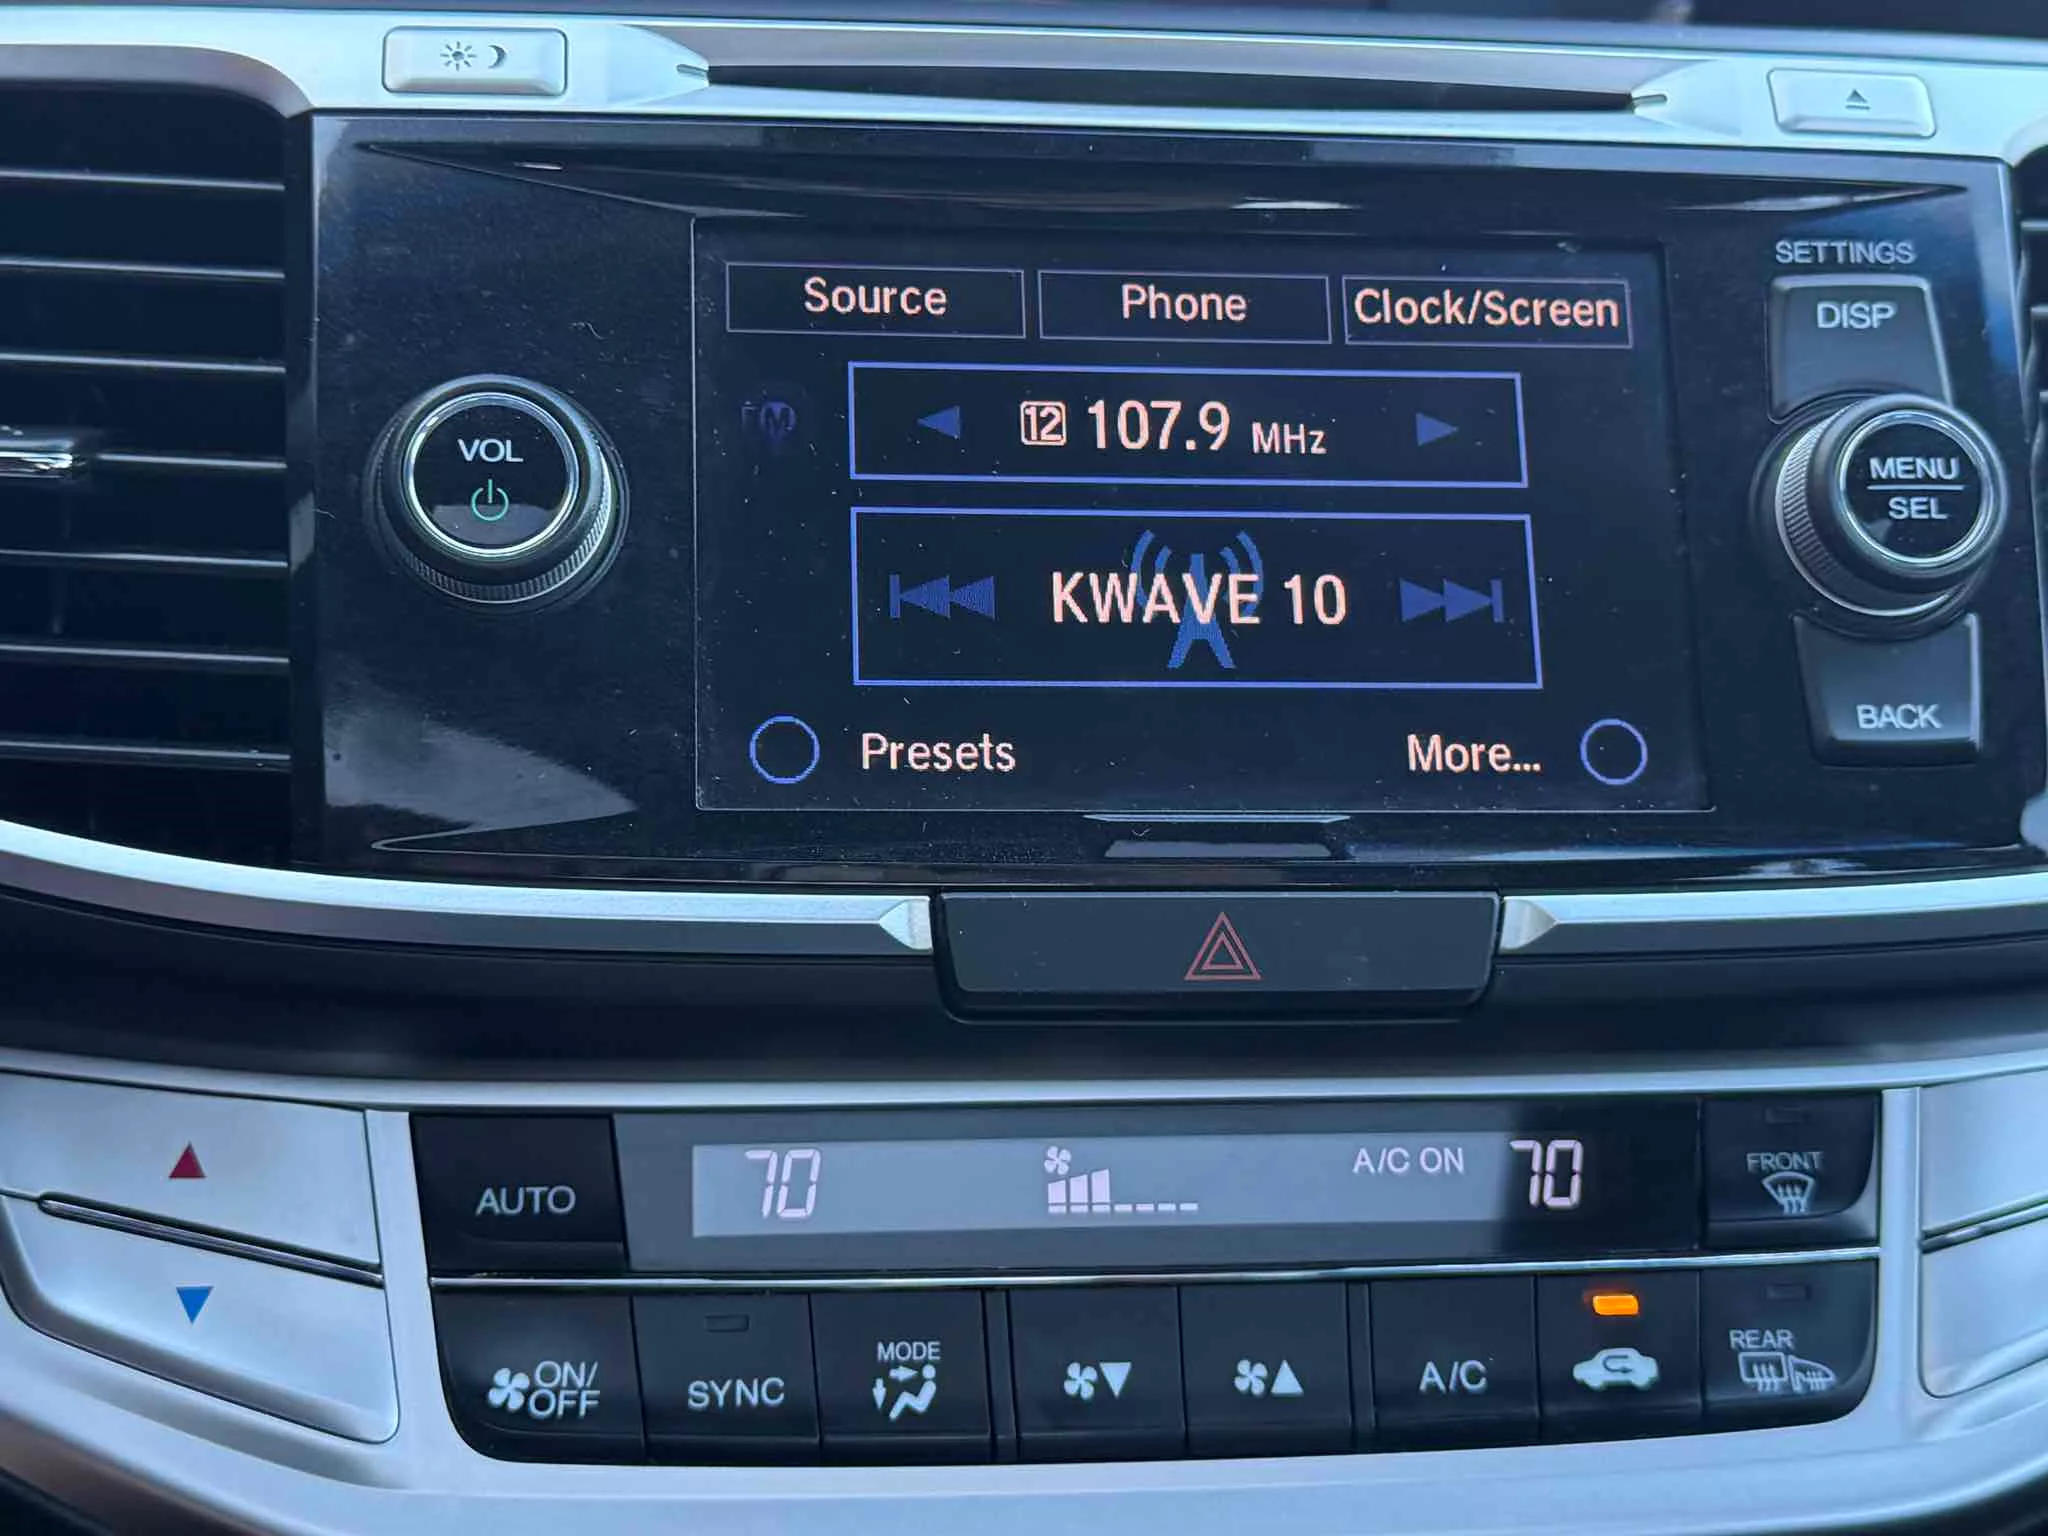 SETTINGS
DISP
Source Phone Clock/Screen
FM
12 107.9 MHz
VOL
MENU
SEL
KWAVE 10
BACK
Presets More...
70 A/C ON 70
FRONT
AUTO
REAR
MODE
ON/
OFF
SYNC
A/C